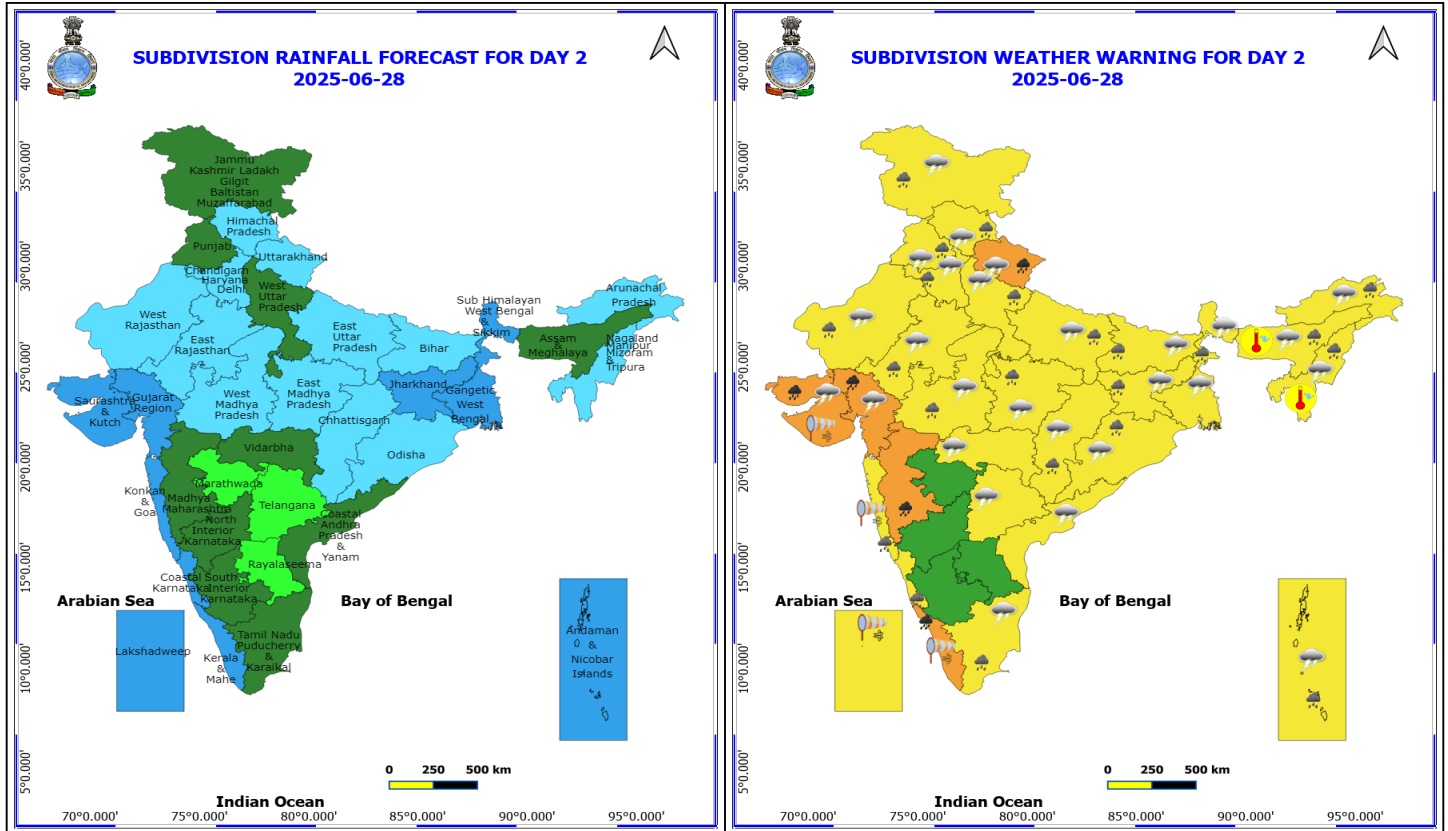 SUBDIVISION RAINFALL FORECAST FOR DAY 2
2025-06-28
40°0.000'
35°0.000'
30°0.000'
25°0.000'
20°0.000'
15°0.000'
10°0.000'
5°0.000'
Jammu
Kashmir Ladakh
Gilgit
Baltistan
Muzaffarabad
Himachal
Pradesh
Punjab
Uttarakhand
Chandigarh
Haryana
Delhi
West
Uttar
Pradesh
Arunachal
Pradesh
Sub Himalayan
West Bengal
&
Sikkim
West
Rajasthan
East
Rajasthan
East
Uttar
Pradesh
Bihar
Assam
&
Meghalaya
Nagaland
Manipur
Mizoram
&
Tripura
Saurashtra
&
Kutch
Gujarat
Region
West
Madhya
Pradesh
East
Madhya
Pradesh
Jharkhand
Gangetic
West
Bengal
Chhattisgarh
Odisha
Vidarbha
Konkan
&
Goa
Marathwada
Madhya
Maharashtra
Telangana
North
Interior
Karnataka
Coastal
Andhra
Pradesh
&
Yanam
Rayalaseema
Coastal
Karnataka
South
Interior
Karnataka
Arabian Sea
Bay of Bengal
Lakshadweep
Kerala
&
Mahe
Tamil Nadu
Puducherry
&
Karaikal
Andaman
&
Nicobar
Islands
0 250 500 km
Indian Ocean
70°0.000' 75°0.000' 80°0.000' 85°0.000' 90°0.000' 95°0.000'
SUBDIVISION WEATHER WARNING FOR DAY 2
2025-06-28
40°0.000'
35°0.000'
30°0.000'
25°0.000'
20°0.000'
15°0.000'
10°0.000'
5°0.000'
Arabian Sea
Bay of Bengal
0 250 500 km
Indian Ocean
70°0.000' 75°0.000' 80°0.000' 85°0.000' 90°0.000' 95°0.000'